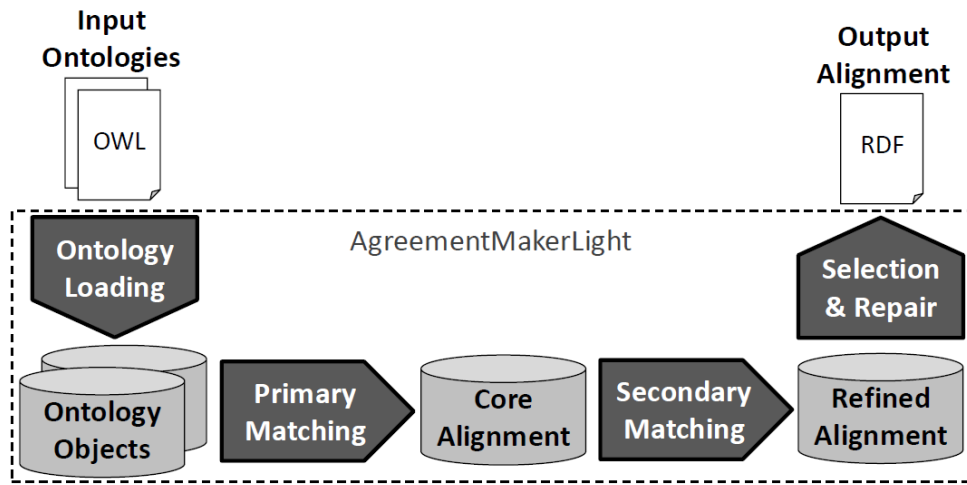 Input
Ontologies
OWL
Output
Alignment
RDF
AgreementMakerLight
Ontology
Loading
Selection
& Repair
Ontology
Objects
Primary
Matching
Core
Alignment
Secondary
Matching
Refined
Alignment